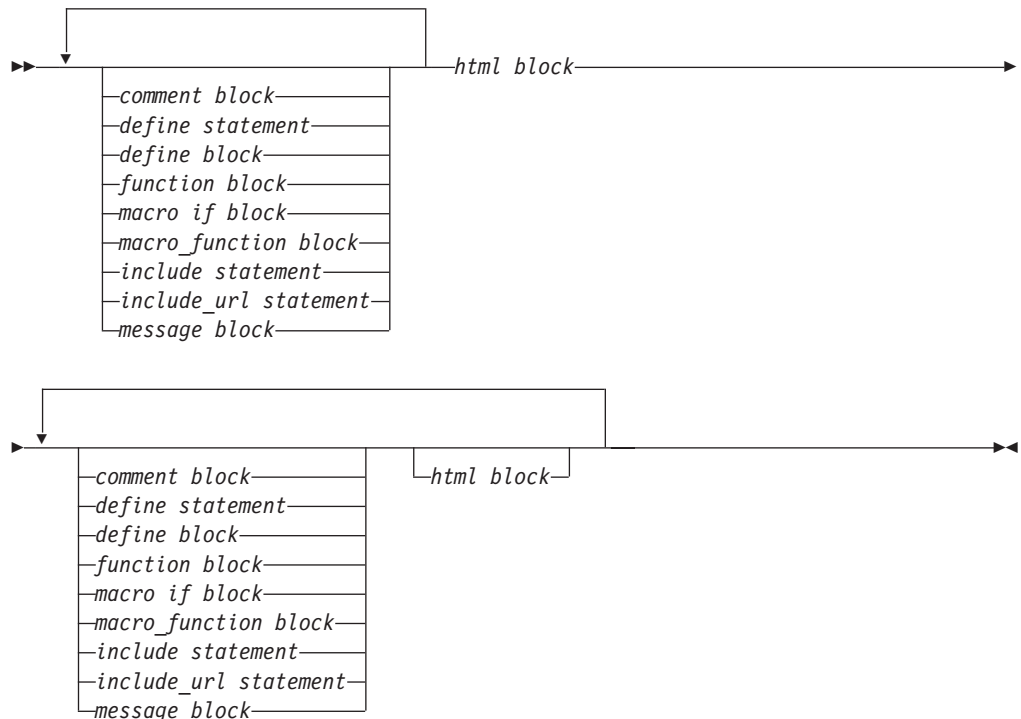 html block
comment block
define statement
define block
function block
macro if block
macro_function block
include statement
include_url statement
message block
comment block
html block
define statement
define block
function block
macro if block
macro_function block
include statement
include_url statement
message block